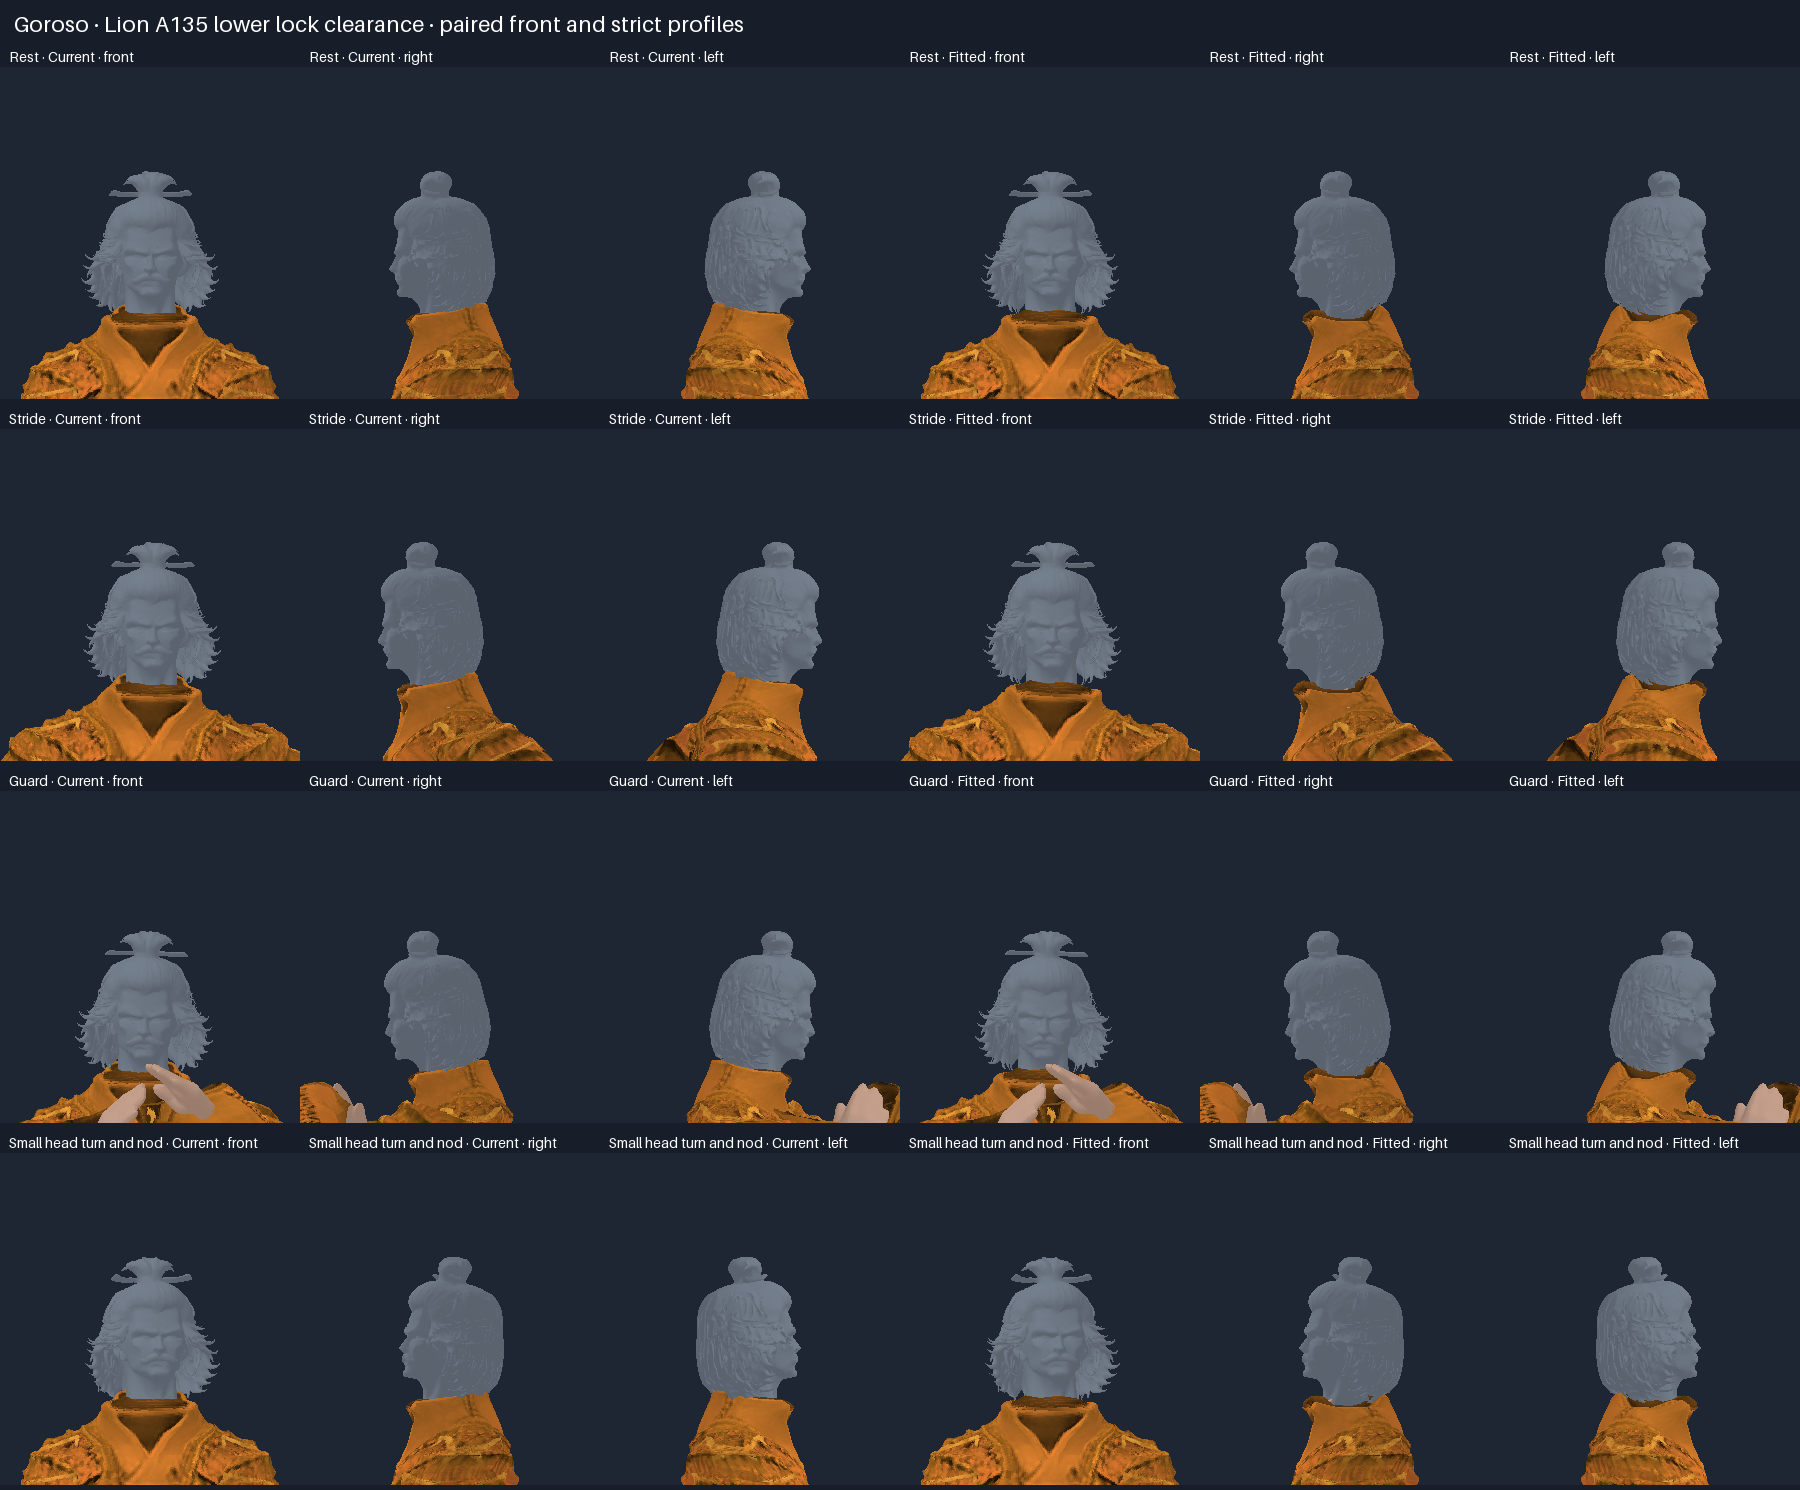 Goroso · Lion A135 lower lock clearance · paired front and strict profiles
Rest · Current · front
Rest · Current · right
Rest · Current · left
Rest · Fitted · front
Rest · Fitted · right
Rest · Fitted · left
Stride · Current · front
Stride · Current · right
Stride · Current · left
Stride · Fitted · front
Stride · Fitted · right
Stride · Fitted · left
Guard · Current · front
Guard · Current · right
Guard · Current · left
Guard · Fitted · front
Guard · Fitted · right
Guard · Fitted · left
Small head turn and nod · Current · front
Small head turn and nod · Current · right
Small head turn and nod · Current · left
Small head turn and nod · Fitted · front
Small head turn and nod · Fitted · right
Small head turn and nod · Fitted · left